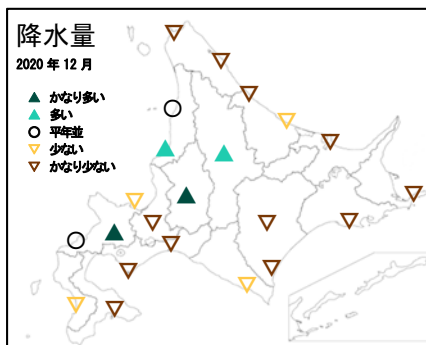 降水量
2020 年 12 月
かなり多い
多い
平年並
少ない
かなり少ない